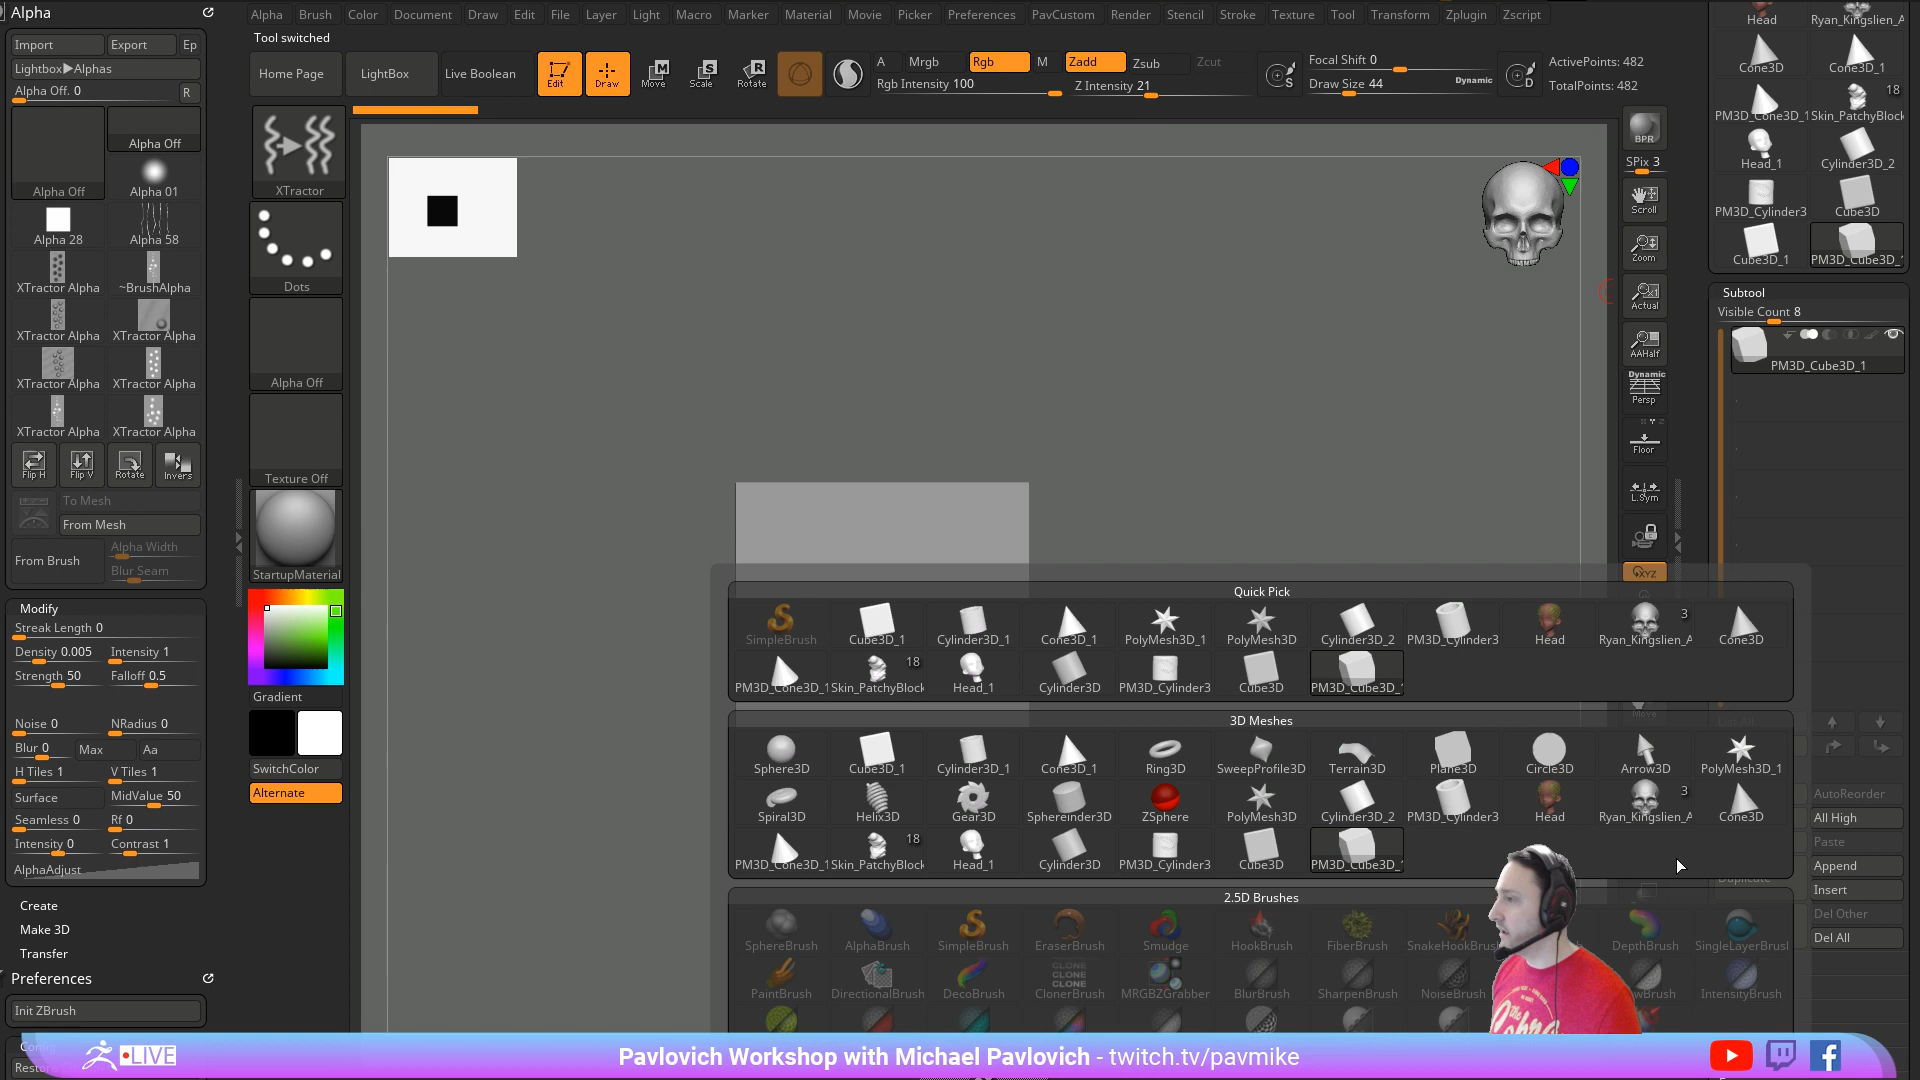 Alpha
Alpha Brush Color Document Draw Edit File Layer Light Macro Marker Material Movie Picker Preferences PavCustom Render Stencil Stroke Texture Tool Transform Zplugin Zscript
Tool switched
Import Export Ep
Lightbox▶Alphas
Alpha Off. 0 R
Alpha Off
Alpha Off
Alpha 01
Alpha 28 Alpha 58
XTractor Alpha ~BrushAlpha
XTractor Alpha XTractor Alpha
XTractor Alpha XTractor Alpha
XTractor Alpha XTractor Alpha
Flip H Flip V Rotate Invers
To Mesh
From Mesh
From Brush
Alpha Width
Blur Seam
Modify
Streak Length 0
Density 0.005 Intensity 1
Strength 50 Falloff 0.5
Noise 0 NRadius 0
Blur 0 Max Aa
H Tiles 1 V Tiles 1
Surface MidValue 50
Seamless 0 Rf 0
Intensity 0 Contrast 1
AlphaAdjust
Create
Make 3D
Transfer
Preferences
Init ZBrush
Home Page LightBox Live Boolean
Edit Draw Move Scale Rotate
A Mrgb Rgb M Zadd Zsub Zcut
Rgb Intensity 100 Z Intensity 21
Focal Shift 0
Draw Size 44 Dynamic
ActivePoints: 482
TotalPoints: 482
XTractor
Dots
Alpha Off
Texture Off
StartupMaterial
Gradient
SwitchColor
Alternate
BPR
SPix 3
Scroll
Zoom
Actual
AAHalf
Dynamic
Persp
Floor
L.Sym
XYZ
Head Ryan_Kingslien_A
Cone3D Cone3D_1
18
PM3D_Cone3D_1 Skin_PatchyBlock
Head_1 Cylinder3D_2
PM3D_Cylinder3 Cube3D
Cube3D_1 PM3D_Cube3D_
Subtool
Visible Count 8
PM3D_Cube3D_1
AutoReorder
All High
Paste
Append
Insert
Duplicate
Del Other
Del All
Quick Pick
3
SimpleBrush Cube3D_1 Cylinder3D_1 Cone3D_1 PolyMesh3D_1 PolyMesh3D Cylinder3D_2 PM3D_Cylinder3 Head Ryan_Kingslien_A Cone3D
18
PM3D_Cone3D_1 Skin_PatchyBlock Head_1 Cylinder3D PM3D_Cylinder3 Cube3D PM3D_Cube3D_
3D Meshes
Sphere3D Cube3D_1 Cylinder3D_1 Cone3D_1 Ring3D SweepProfile3D Terrain3D Plane3D Circle3D Arrow3D PolyMesh3D_1
3
Spiral3D Helix3D Gear3D Sphereinder3D ZSphere PolyMesh3D Cylinder3D_2 PM3D_Cylinder3 Head Ryan_Kingslien_A Cone3D
18
PM3D_Cone3D_1 Skin_PatchyBlock Head_1 Cylinder3D PM3D_Cylinder3 Cube3D PM3D_Cube3D_
2.5D Brushes
SphereBrush AlphaBrush SimpleBrush EraserBrush Smudge HookBrush FiberBrush SnakeHookBru DepthBrush SingleLayerBrush
CLONE CLONE CLONE
PaintBrush DirectionalBrush DecoBrush ClonerBrush MRGBZGrabber BlurBrush SharpenBrush NoiseBrush IntensityBrush
LIVE
Pavlovich Workshop with Michael Pavlovich - twitch.tv/pavmike